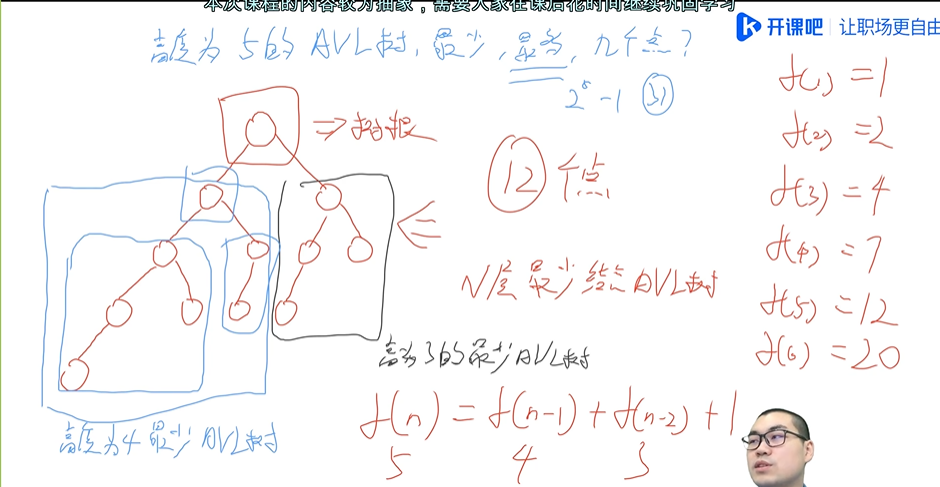 本次课程的内容较为抽象，需要大家在课后花时间继续巩固学习
开课吧 让职场更自由
高度为 5的 AVL树, 最少, 最多, 几个点?
2⁵-1 31
f(1) = 1
f(2) = 2
f(3) = 4
f(4) = 7
f(5) = 12
f(6) = 20
⇒ 树根
12 个点
N层最少结点AVL树
高为3的最少AVL树
高度为4最少AVL树
f(n) = f(n-1) + f(n-2) + 1
5 4 3